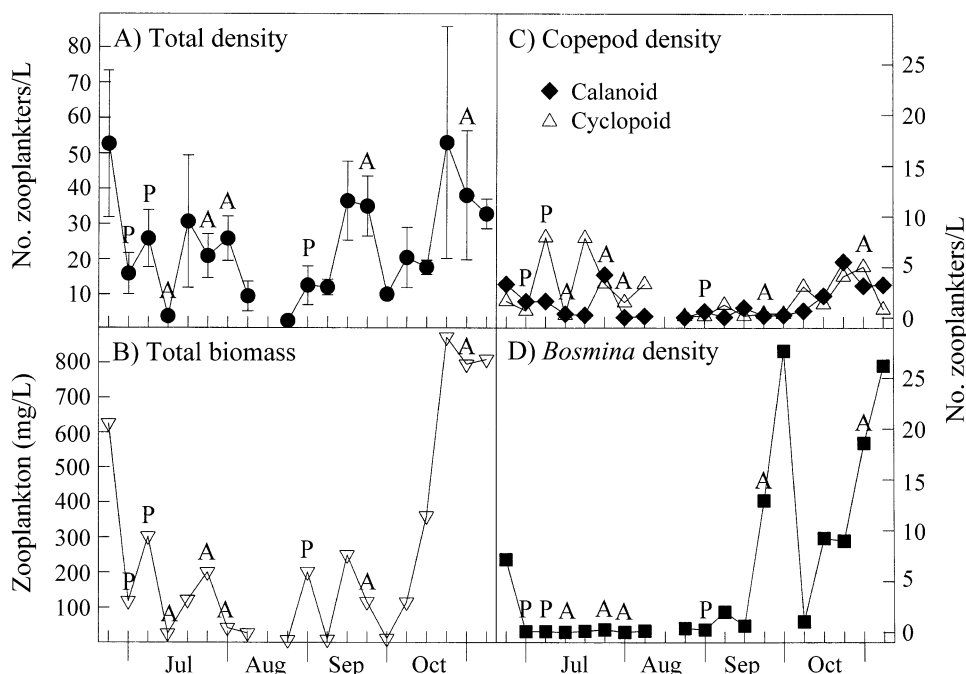 A) Total density
No. zooplankters/L
80
70
60
50
40
30
20
10
P
P
A
A
A
P
A
A
C) Copepod density
Calanoid
Cyclopoid
25
20
15
10
5
0
P
P
A
A
A
P
A
A
No. zooplankters/L
B) Total biomass
Zooplankton (mg/L)
800
700
600
500
400
300
200
100
P
P
A
A
A
P
A
A
Jul
Aug
Sep
Oct
D) Bosmina density
25
20
15
10
5
0
P
P
A
A
A
P
A
A
Jul
Aug
Sep
Oct